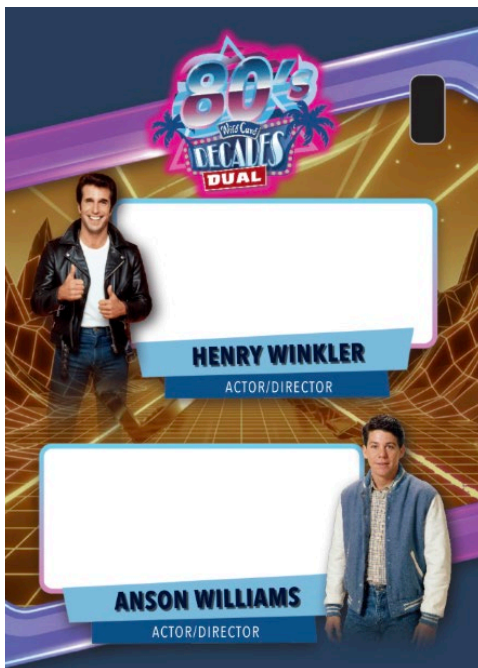 80's
Wild Card
DECADES
DUAL
HENRY WINKLER
ACTOR/DIRECTOR
ANSON WILLIAMS
ACTOR/DIRECTOR